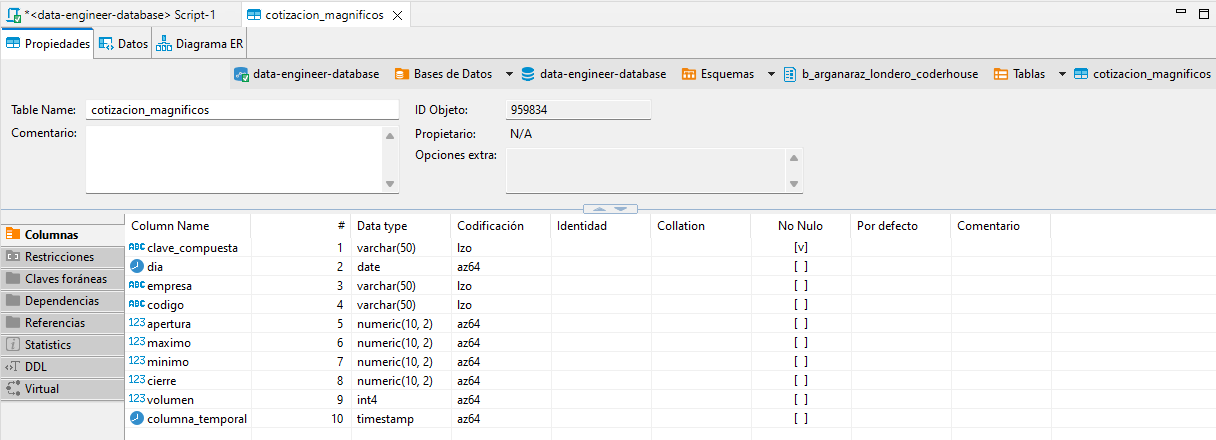 *<data-engineer-database> Script-1 cotizacion_magnificos
Propiedades Datos Diagrama ER
data-engineer-database Bases de Datos data-engineer-database Esquemas b_arganaraz_londero_coderhouse Tablas cotizacion_magnificos
Table Name: cotizacion_magnificos ID Objeto: 959834
Comentario: Propietario: N/A
Opciones extra:
Columnas
Restricciones
Claves foráneas
Dependencias
Referencias
Statistics
DDL
Virtual
Column Name # Data type Codificación Identidad Collation No Nulo Por defecto Comentario
ABC clave_compuesta 1 varchar(50) lzo [v]
dia 2 date az64 [ ]
ABC empresa 3 varchar(50) lzo [ ]
ABC codigo 4 varchar(50) lzo [ ]
123 apertura 5 numeric(10, 2) az64 [ ]
123 maximo 6 numeric(10, 2) az64 [ ]
123 minimo 7 numeric(10, 2) az64 [ ]
123 cierre 8 numeric(10, 2) az64 [ ]
123 volumen 9 int4 az64 [ ]
columna_temporal 10 timestamp az64 [ ]